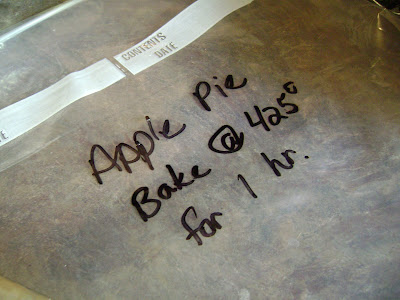 CONTENTS
DATE
Apple Pie
Bake @ 425°
for 1 hr.